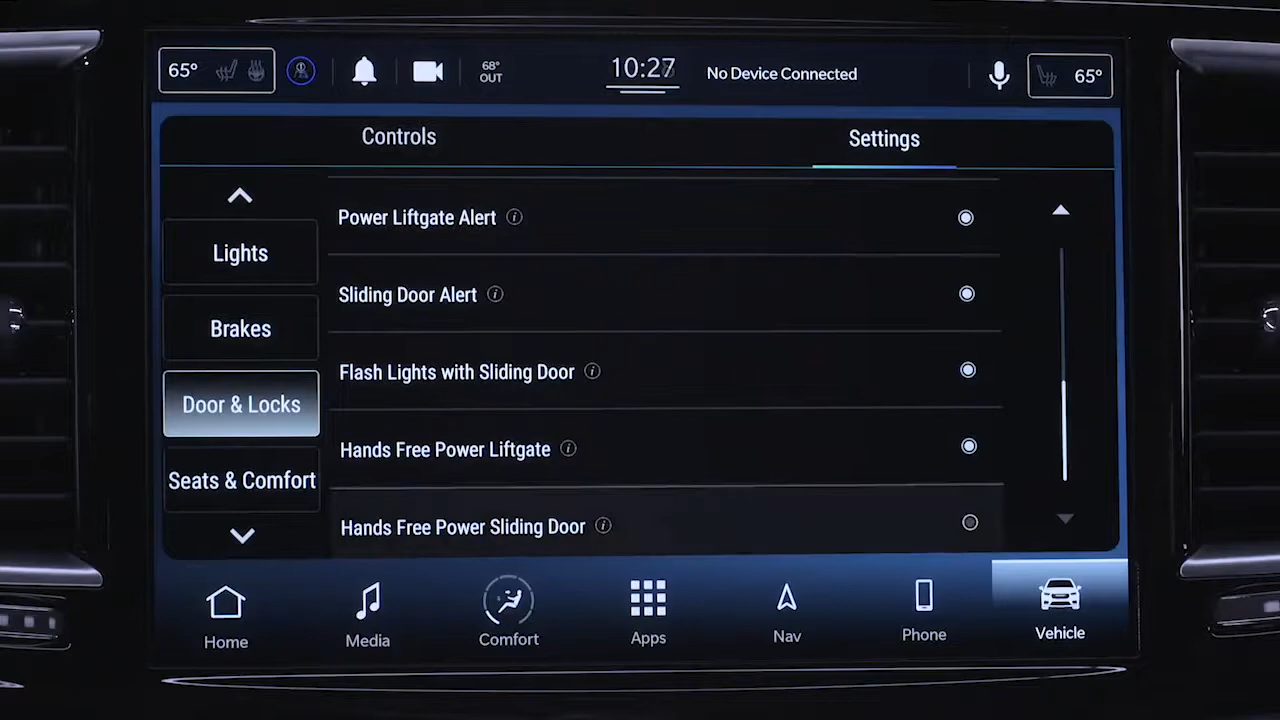 65°
68°
OUT
10:27
No Device Connected
65°
Controls
Settings
Lights
Brakes
Door & Locks
Seats & Comfort
Power Liftgate Alert
Sliding Door Alert
Flash Lights with Sliding Door
Hands Free Power Liftgate
Hands Free Power Sliding Door
Home
Media
Comfort
Apps
Nav
Phone
Vehicle